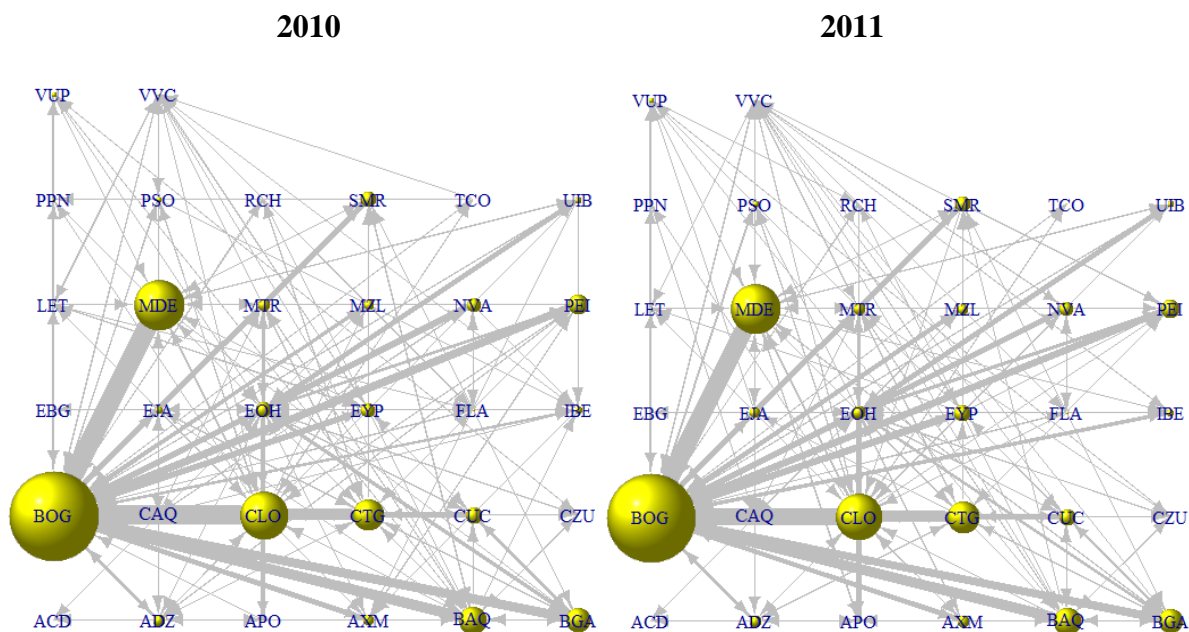 2010 2011
VUP VVC VUP VVC
PPN PSO RCH SMR TCO UIB PPN PSO RCH SMR TCO UIB
LET MDE MTR MZL NVA PEI LET MDE MTR MZL NVA PEI
EBG EJA EOH EYP FLA IBE EBG EJA EOH EYP FLA IBE
BOG CAQ CLO CTG CUC CZU BOG CAQ CLO CTG CUC CZU
ACD ADZ APO AXM BAQ BGA ACD ADZ APO AXM BAQ BGA